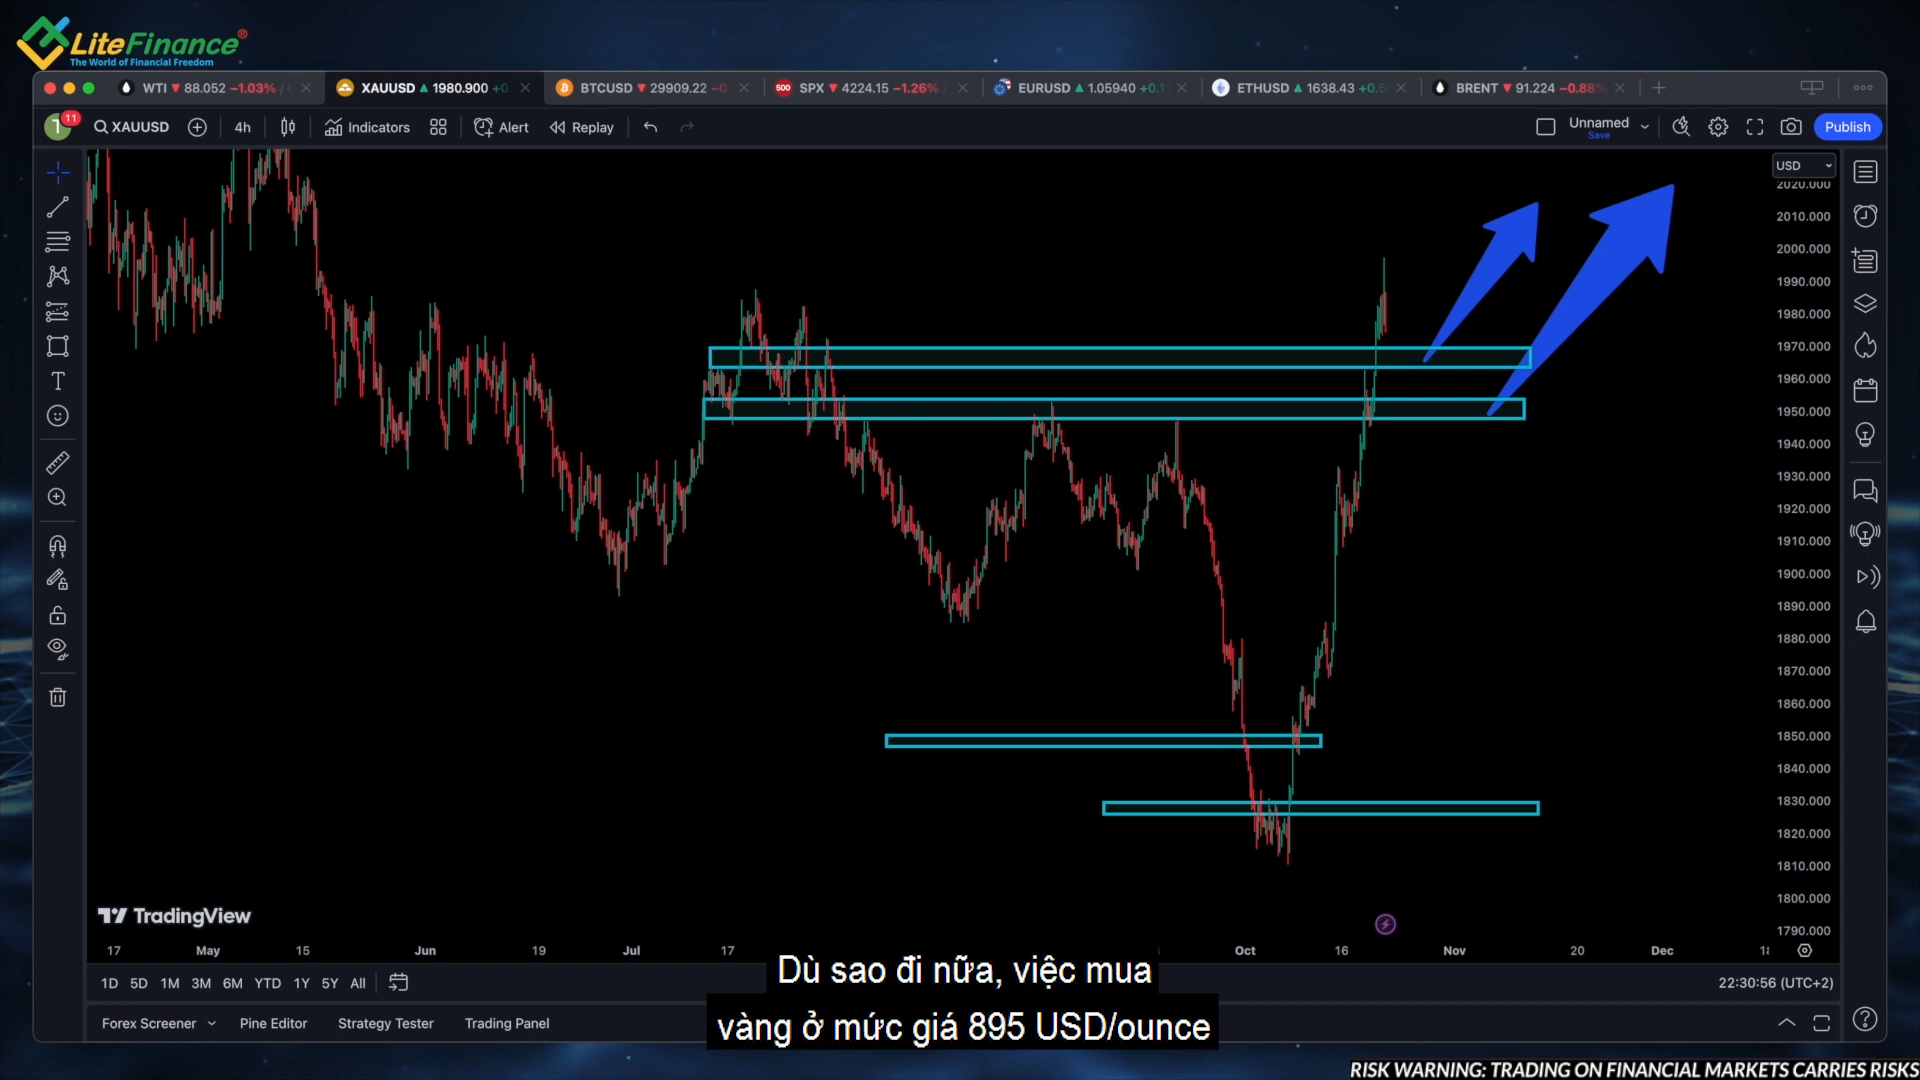 LiteFinance®
The World of Financial Freedom
WTI ▼ 88.052 −1.03%
XAUUSD ▲ 1980.900 +0.
BTCUSD ▼ 29909.22 −0
SPX ▼ 4224.15 −1.26%
EURUSD ▲ 1.05940 +0.1
ETHUSD ▲ 1638.43 +0.5
BRENT ▼ 91.224 −0.88%
T 11
XAUUSD 4h Indicators Alert Replay
Unnamed
Save
Publish
USD
2020.000
2010.000
2000.000
1990.000
1980.000
1970.000
1960.000
1950.000
1940.000
1930.000
1920.000
1910.000
1900.000
1890.000
1880.000
1870.000
1860.000
1850.000
1840.000
1830.000
1820.000
1810.000
1800.000
1790.000
TradingView
17 May 15 Jun 19 Jul 17 Oct 16 Nov 20 Dec
1D 5D 1M 3M 6M YTD 1Y 5Y All
22:30:56 (UTC+2)
Dù sao đi nữa, việc mua
vàng ở mức giá 895 USD/ounce
Forex Screener Pine Editor Strategy Tester Trading Panel
RISK WARNING: TRADING ON FINANCIAL MARKETS CARRIES RISKS